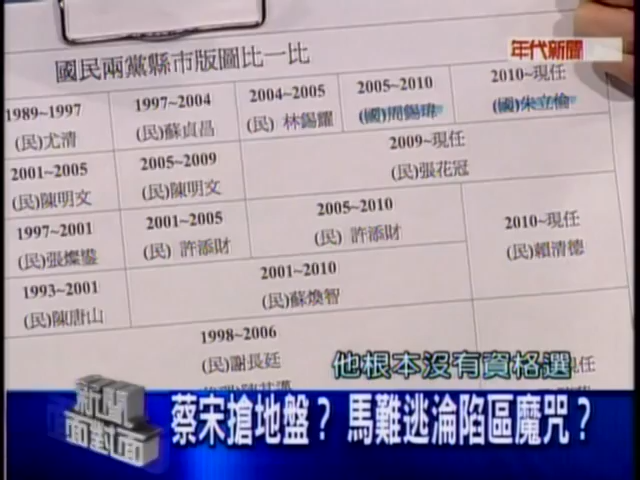 年代新聞
國民兩黨縣市版圖比一比
1989~1997
(民)尤清
1997~2004
(民)蘇貞昌
2004~2005
(民) 林錫耀
2005~2010
(國)周錫瑋
2010~現任
(國)朱立倫
2001~2005
(民)陳明文
2005~2009
(民)陳明文
2009~現任
(民)張花冠
1997~2001
(民)張燦鍙
2001~2005
(民) 許添財
2005~2010
(民) 許添財
2010~現任
(民)賴清德
1993~2001
(民)陳唐山
2001~2010
(民)蘇煥智
1998~2006
(民)謝長廷
現任
他根本沒有資格選
新聞
面對面
蔡宋搶地盤? 馬難逃淪陷區魔咒?